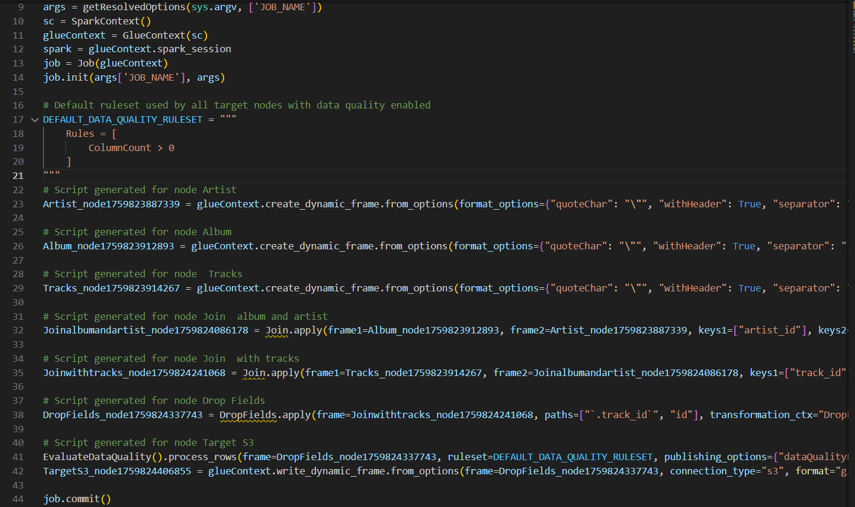 9 args = getResolvedOptions(sys.argv, ['JOB_NAME'])
10 sc = SparkContext()
11 glueContext = GlueContext(sc)
12 spark = glueContext.spark_session
13 job = Job(glueContext)
14 job.init(args['JOB_NAME'], args)
15
16 # Default ruleset used by all target nodes with data quality enabled
17 DEFAULT_DATA_QUALITY_RULESET = """
18 Rules = [
19 ColumnCount > 0
20 ]
21 """
22 # Script generated for node Artist
23 Artist_node1759823887339 = glueContext.create_dynamic_frame.from_options(format_options={"quoteChar": "\"", "withHeader": True, "separator": "
24
25 # Script generated for node Album
26 Album_node1759823912893 = glueContext.create_dynamic_frame.from_options(format_options={"quoteChar": "\"", "withHeader": True, "separator": "
27
28 # Script generated for node  Tracks
29 Tracks_node1759823914267 = glueContext.create_dynamic_frame.from_options(format_options={"quoteChar": "\"", "withHeader": True, "separator": "
30
31 # Script generated for node Join  album and artist
32 Joinalbumandartist_node1759824086178 = Join.apply(frame1=Album_node1759823912893, frame2=Artist_node1759823887339, keys1=["artist_id"], keys2=
33
34 # Script generated for node Join  with tracks
35 Joinwithtracks_node1759824241068 = Join.apply(frame1=Tracks_node1759823914267, frame2=Joinalbumandartist_node1759824086178, keys1=["track_id"
36
37 # Script generated for node Drop Fields
38 DropFields_node1759824337743 = DropFields.apply(frame=Joinwithtracks_node1759824241068, paths=["`.track_id`", "id"], transformation_ctx="Drop
39
40 # Script generated for node Target S3
41 EvaluateDataQuality().process_rows(frame=DropFields_node1759824337743, ruleset=DEFAULT_DATA_QUALITY_RULESET, publishing_options={"dataQuality
42 TargetS3_node1759824406855 = glueContext.write_dynamic_frame.from_options(frame=DropFields_node1759824337743, connection_type="s3", format="g
43
44 job.commit()